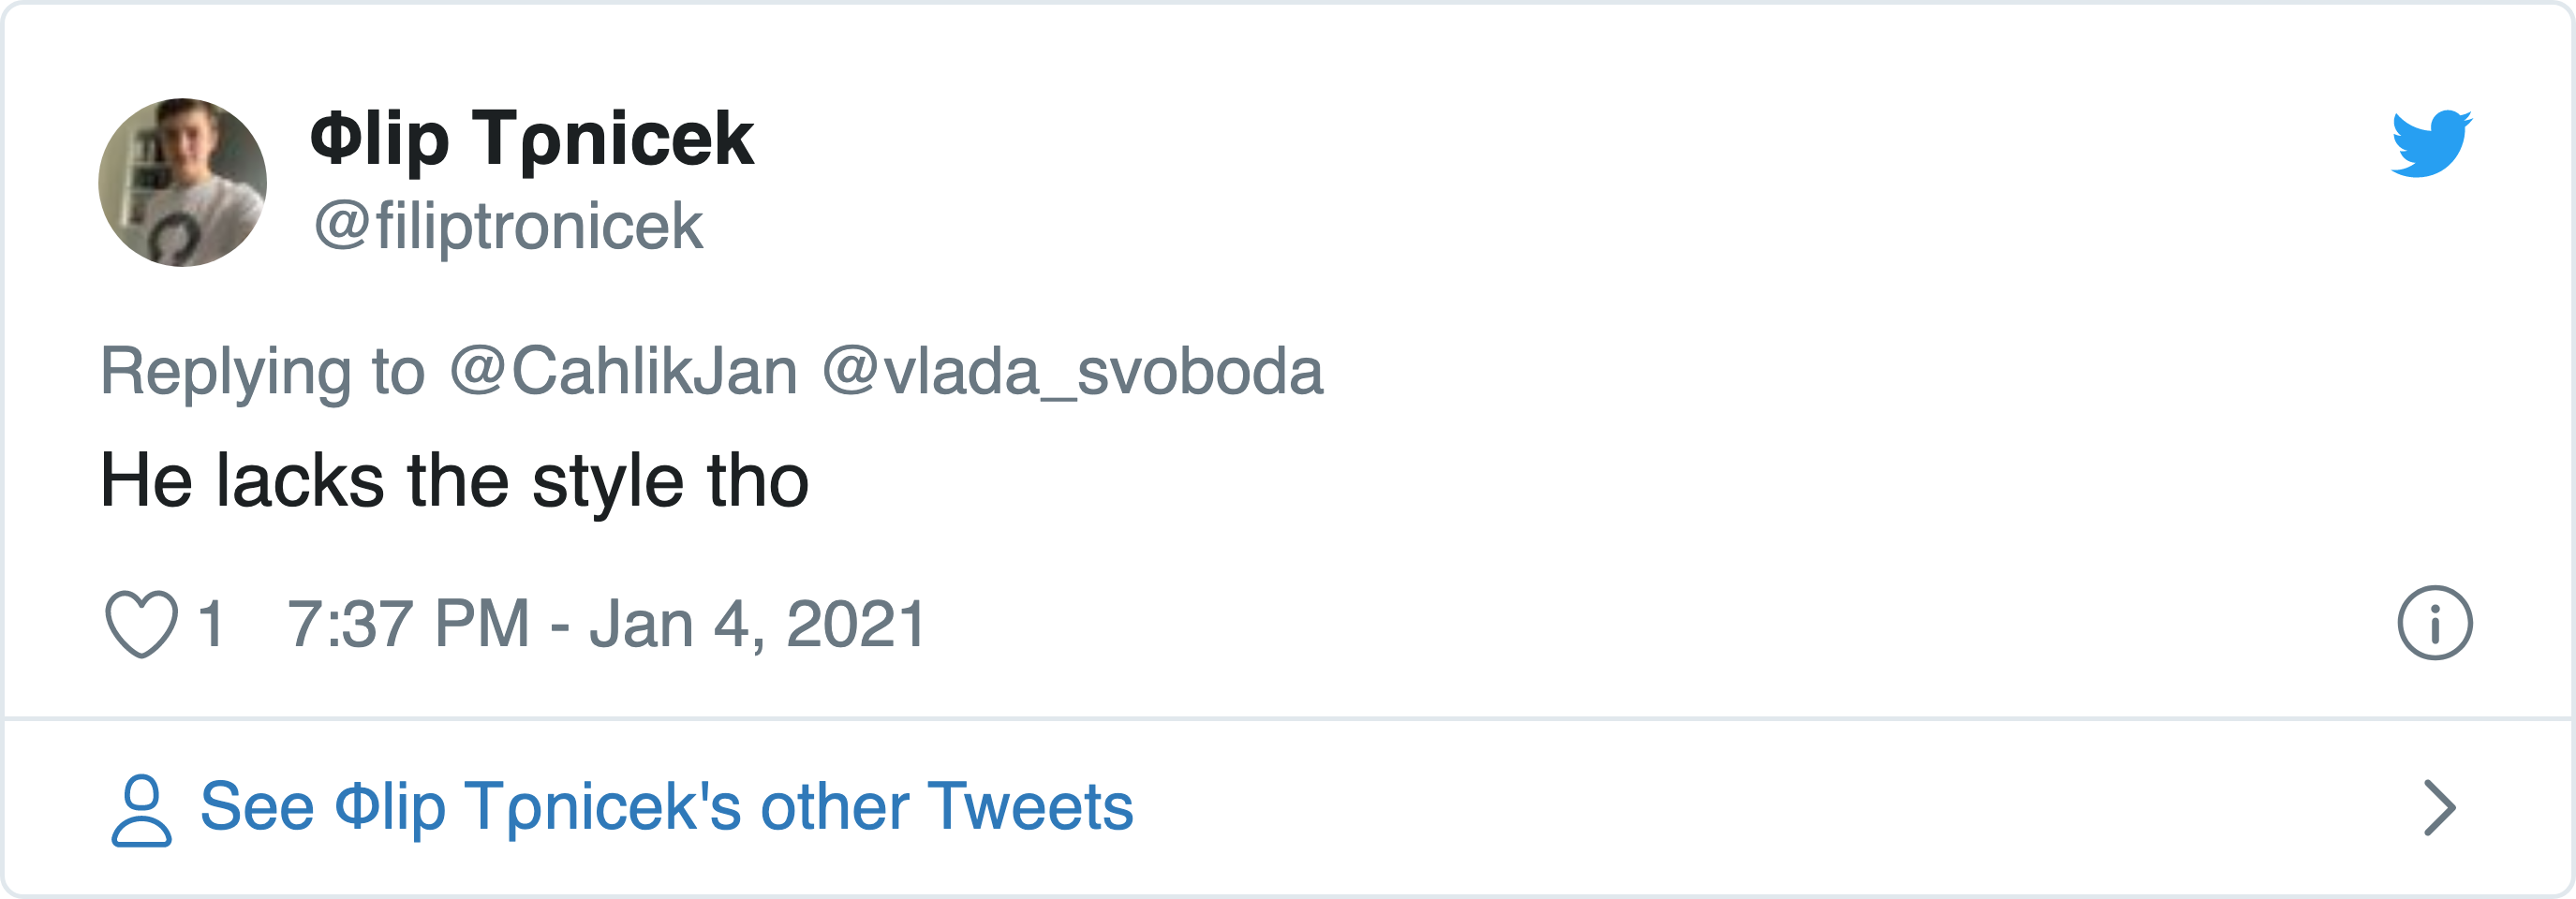 Φlip Tρnicek
@filiptronicek
Replying to @CahlikJan @vlada_svoboda
He lacks the style tho
1 7:37 PM - Jan 4, 2021
See Φlip Tρnicek's other Tweets